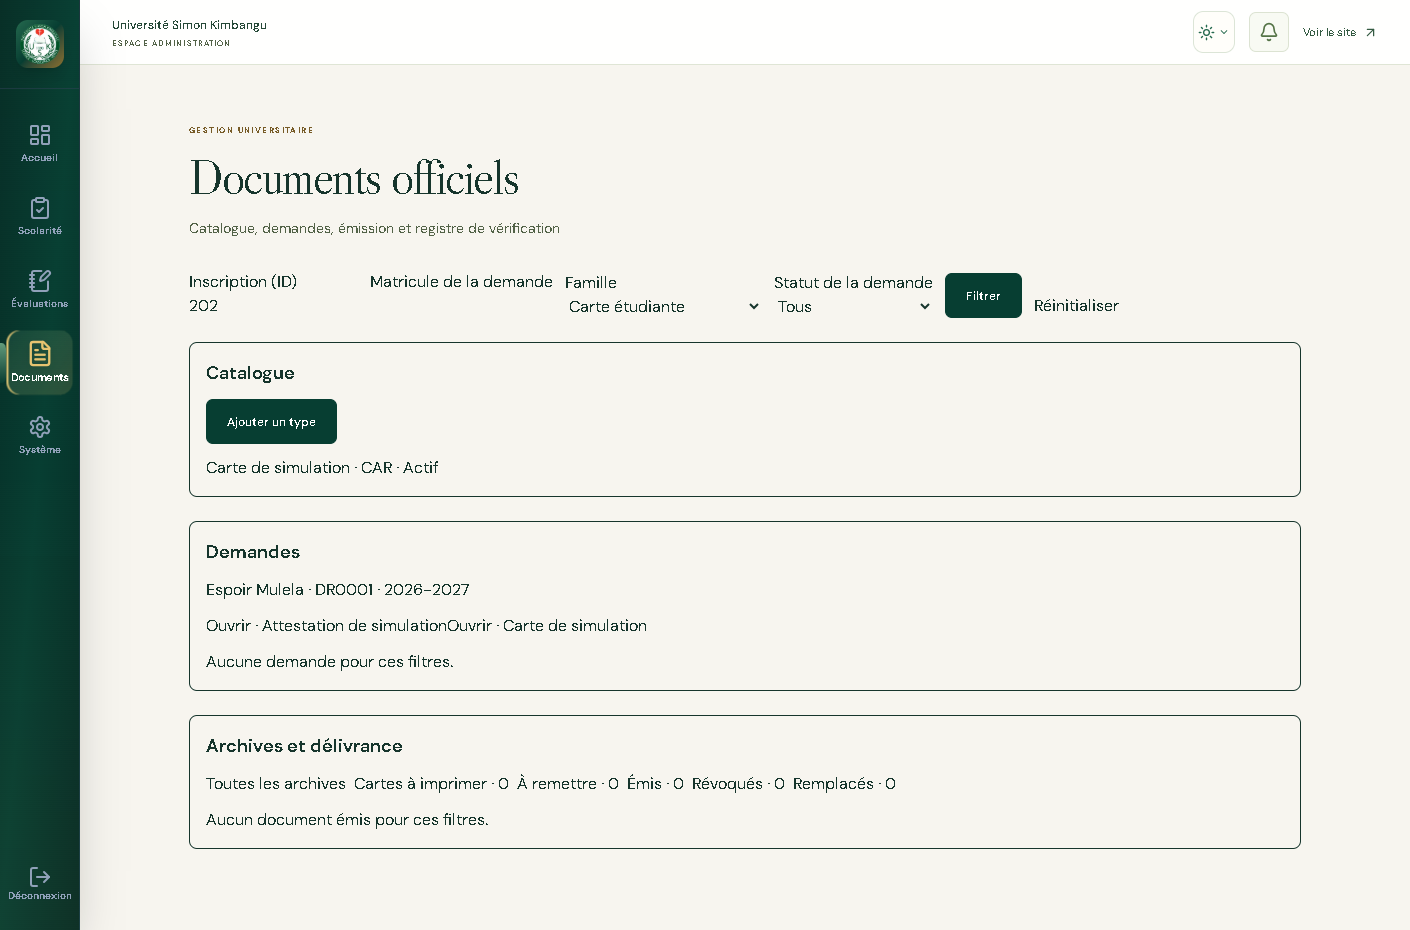 Université Simon Kimbangu
ESPACE ADMINISTRATION
Voir le site
Accueil
Scolarité
Évaluations
Documents
Système
Déconnexion
GESTION UNIVERSITAIRE
Documents officiels
Catalogue, demandes, émission et registre de vérification
Inscription (ID) Matricule de la demande Famille Statut de la demande
202 Carte étudiante Tous Filtrer Réinitialiser
Catalogue
Ajouter un type
Carte de simulation · CAR · Actif
Demandes
Espoir Mulela · DR0001 · 2026-2027
Ouvrir · Attestation de simulationOuvrir · Carte de simulation
Aucune demande pour ces filtres.
Archives et délivrance
Toutes les archives Cartes à imprimer · 0 À remettre · 0 Émis · 0 Révoqués · 0 Remplacés · 0
Aucun document émis pour ces filtres.